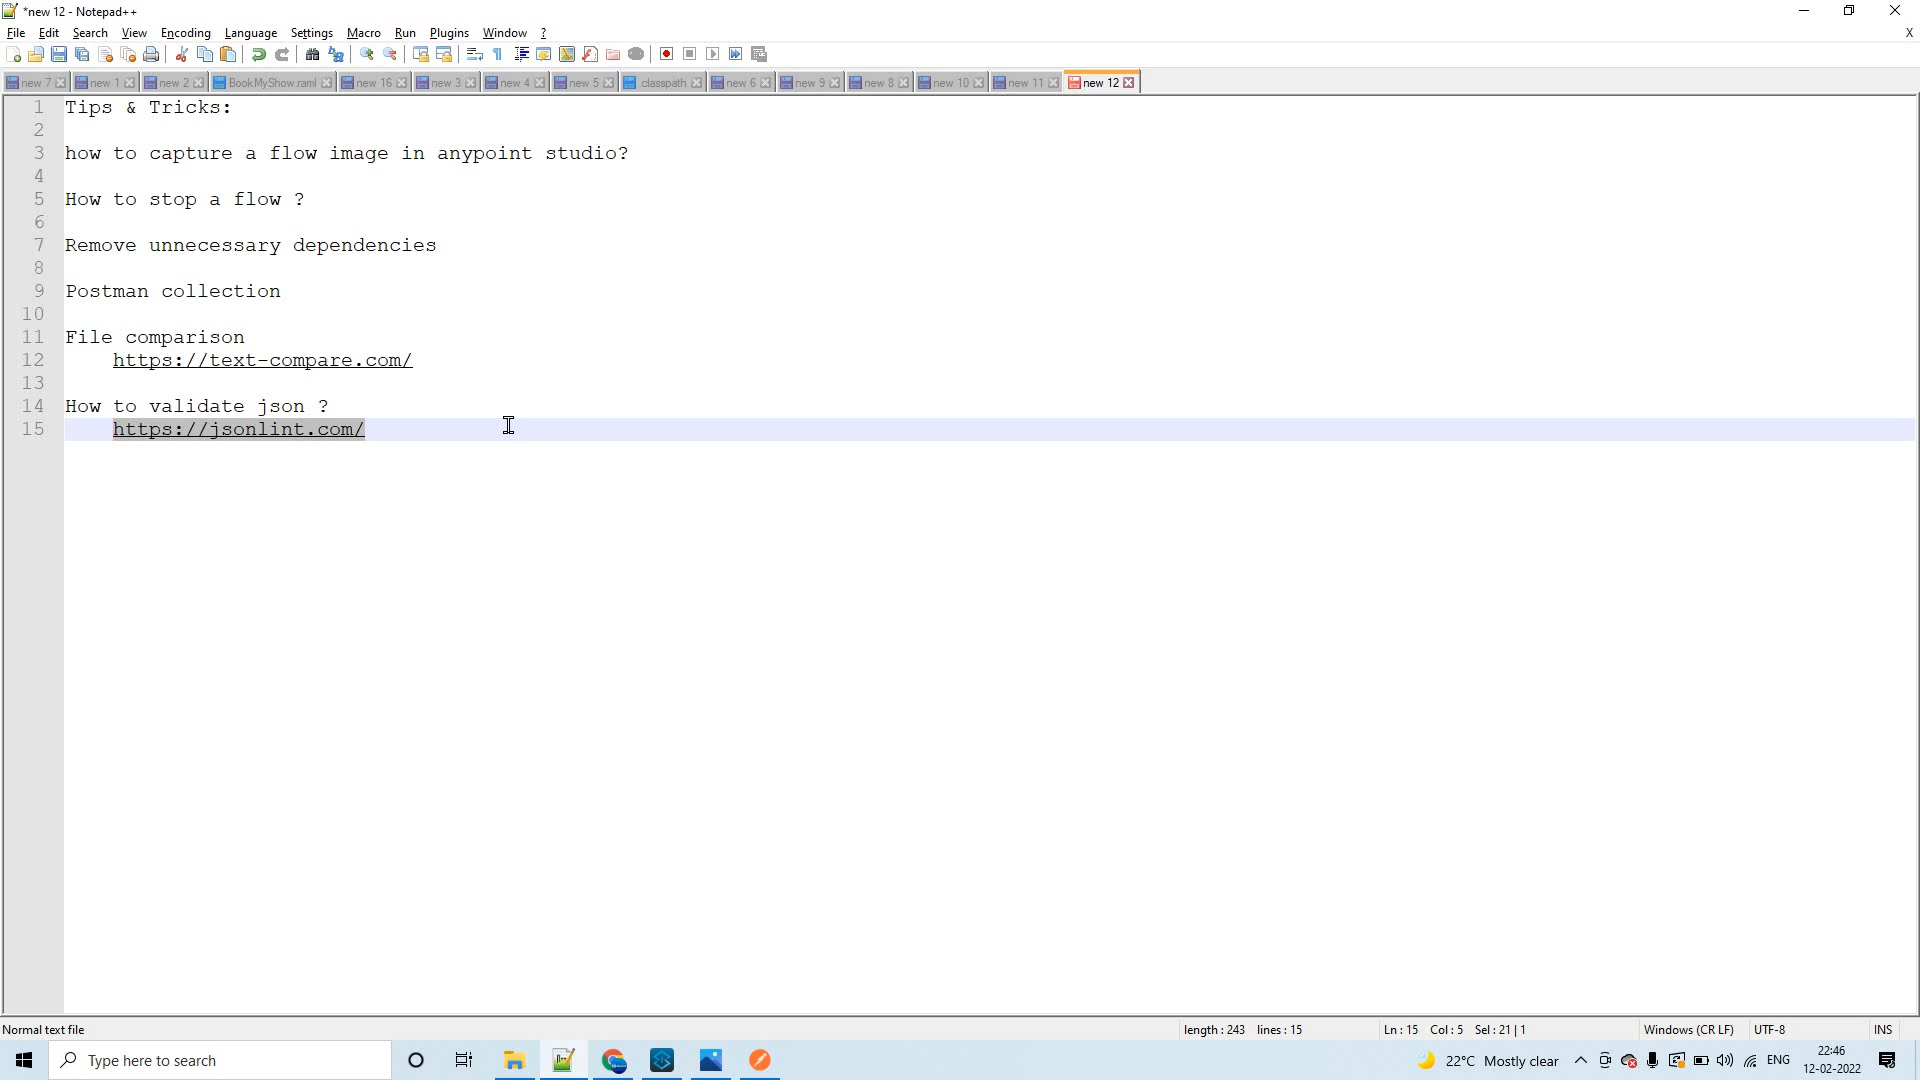 *new 12 - Notepad++
File Edit Search View Encoding Language Settings Macro Run Plugins Window ? X
new 7 new 1 new 2 BookMyShow.raml new 16 new 3 new 4 new 5 .classpath new 6 new 9 new 8 new 10 new 11 new 12
1 Tips & Tricks:
2
3 how to capture a flow image in anypoint studio?
4
5 How to stop a flow ?
6
7 Remove unnecessary dependencies
8
9 Postman collection
10
11 File comparison
12 https://text-compare.com/
13
14 How to validate json ?
15 https://jsonlint.com/
Normal text file length : 243 lines : 15 Ln : 15 Col : 5 Sel : 21 | 1 Windows (CR LF) UTF-8 INS
Type here to search 22°C Mostly clear ENG 22:46
12-02-2022